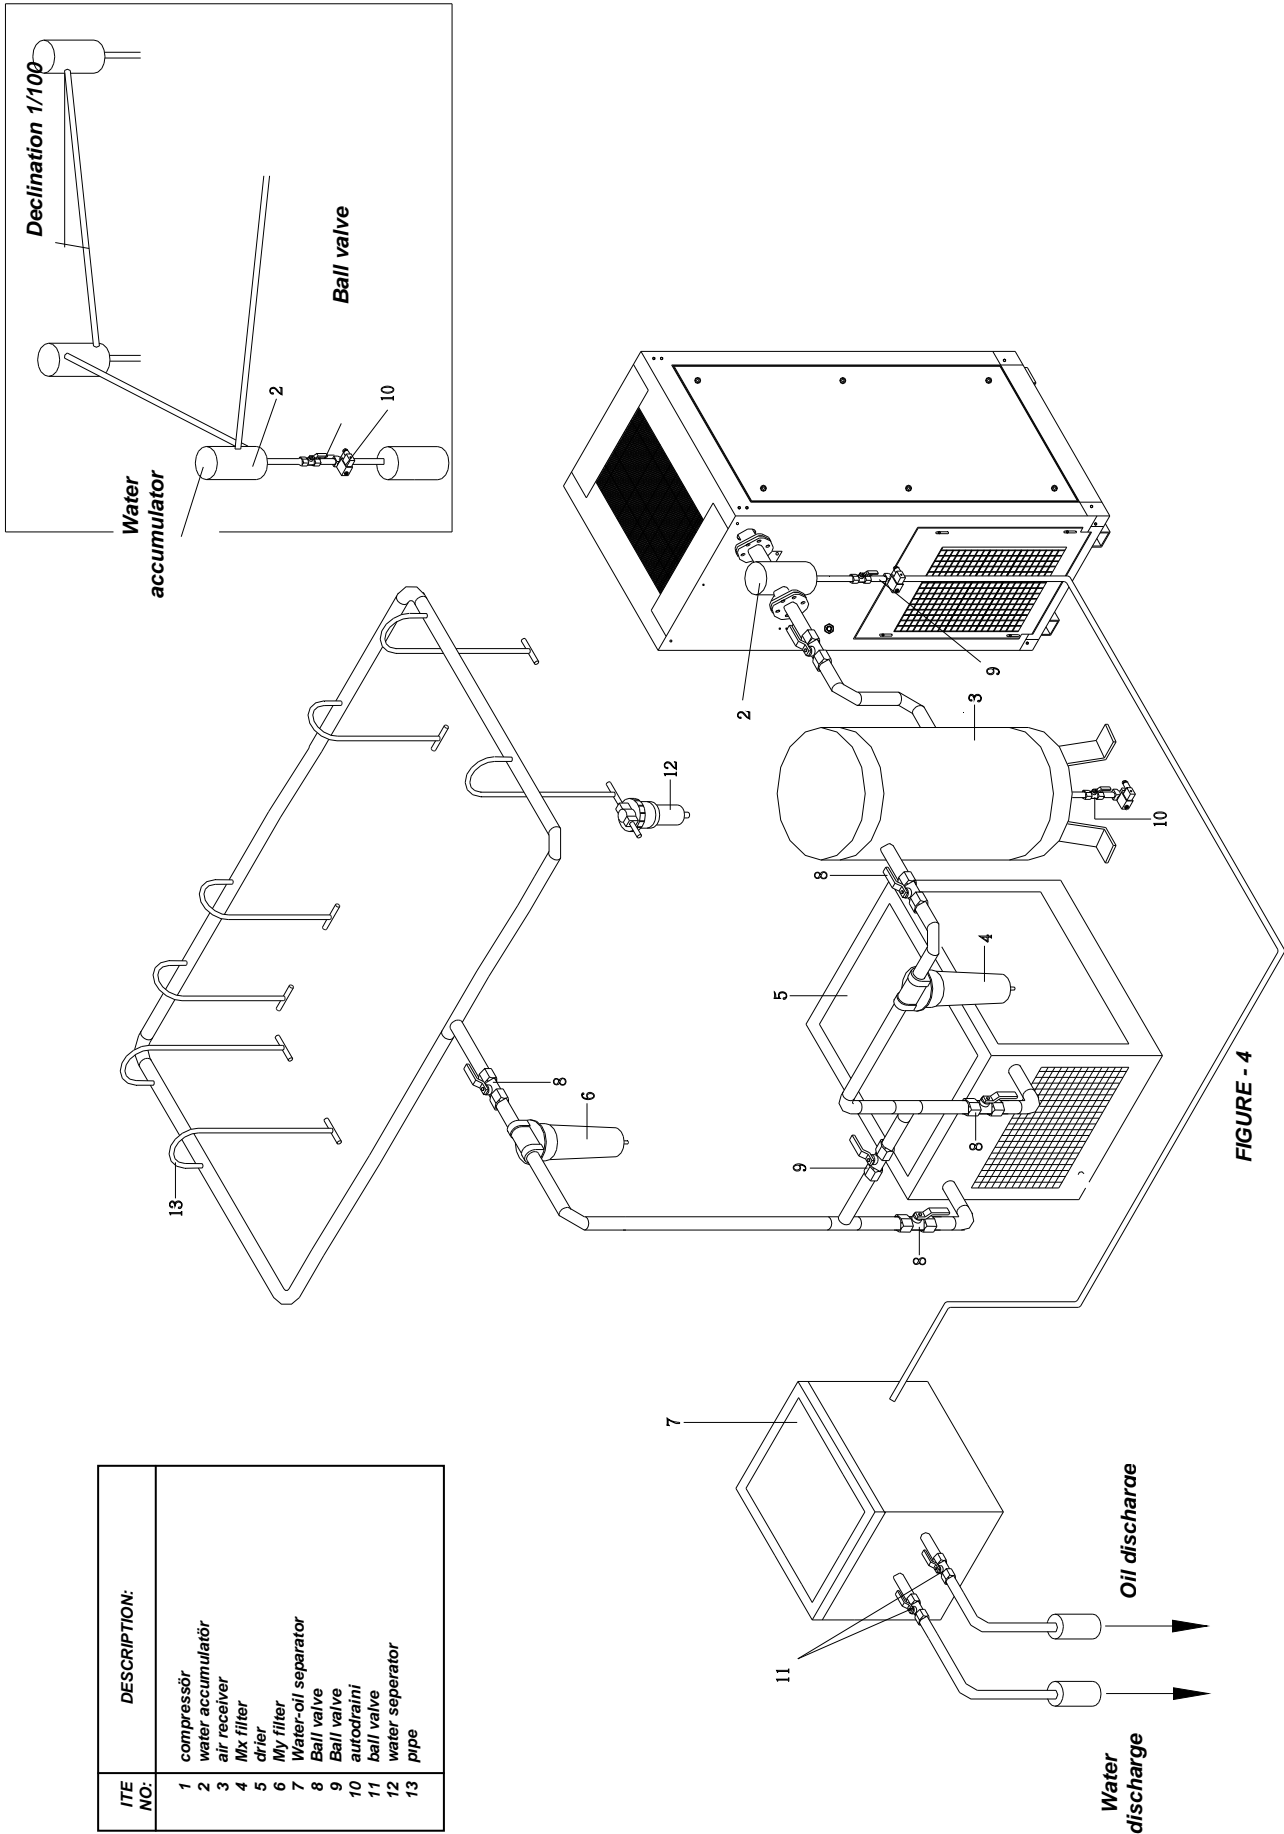 ITE
NO:
DESCRIPTION:
1 compressör
2 water accumulatör
3 air receiver
4 Mx filter
5 drier
6 My filter
7 Water-oil separator
8 Ball valve
9 Ball valve
10 autodraini
11 ball valve
12 water seperator
13 pipe
Declination 1/100
Water
accumulator
2
Ball valve
10
13
8
6
12
7
2
5
11
9
8
8
3
8
4
9
10
Water
discharge
Oil discharge
FIGURE - 4